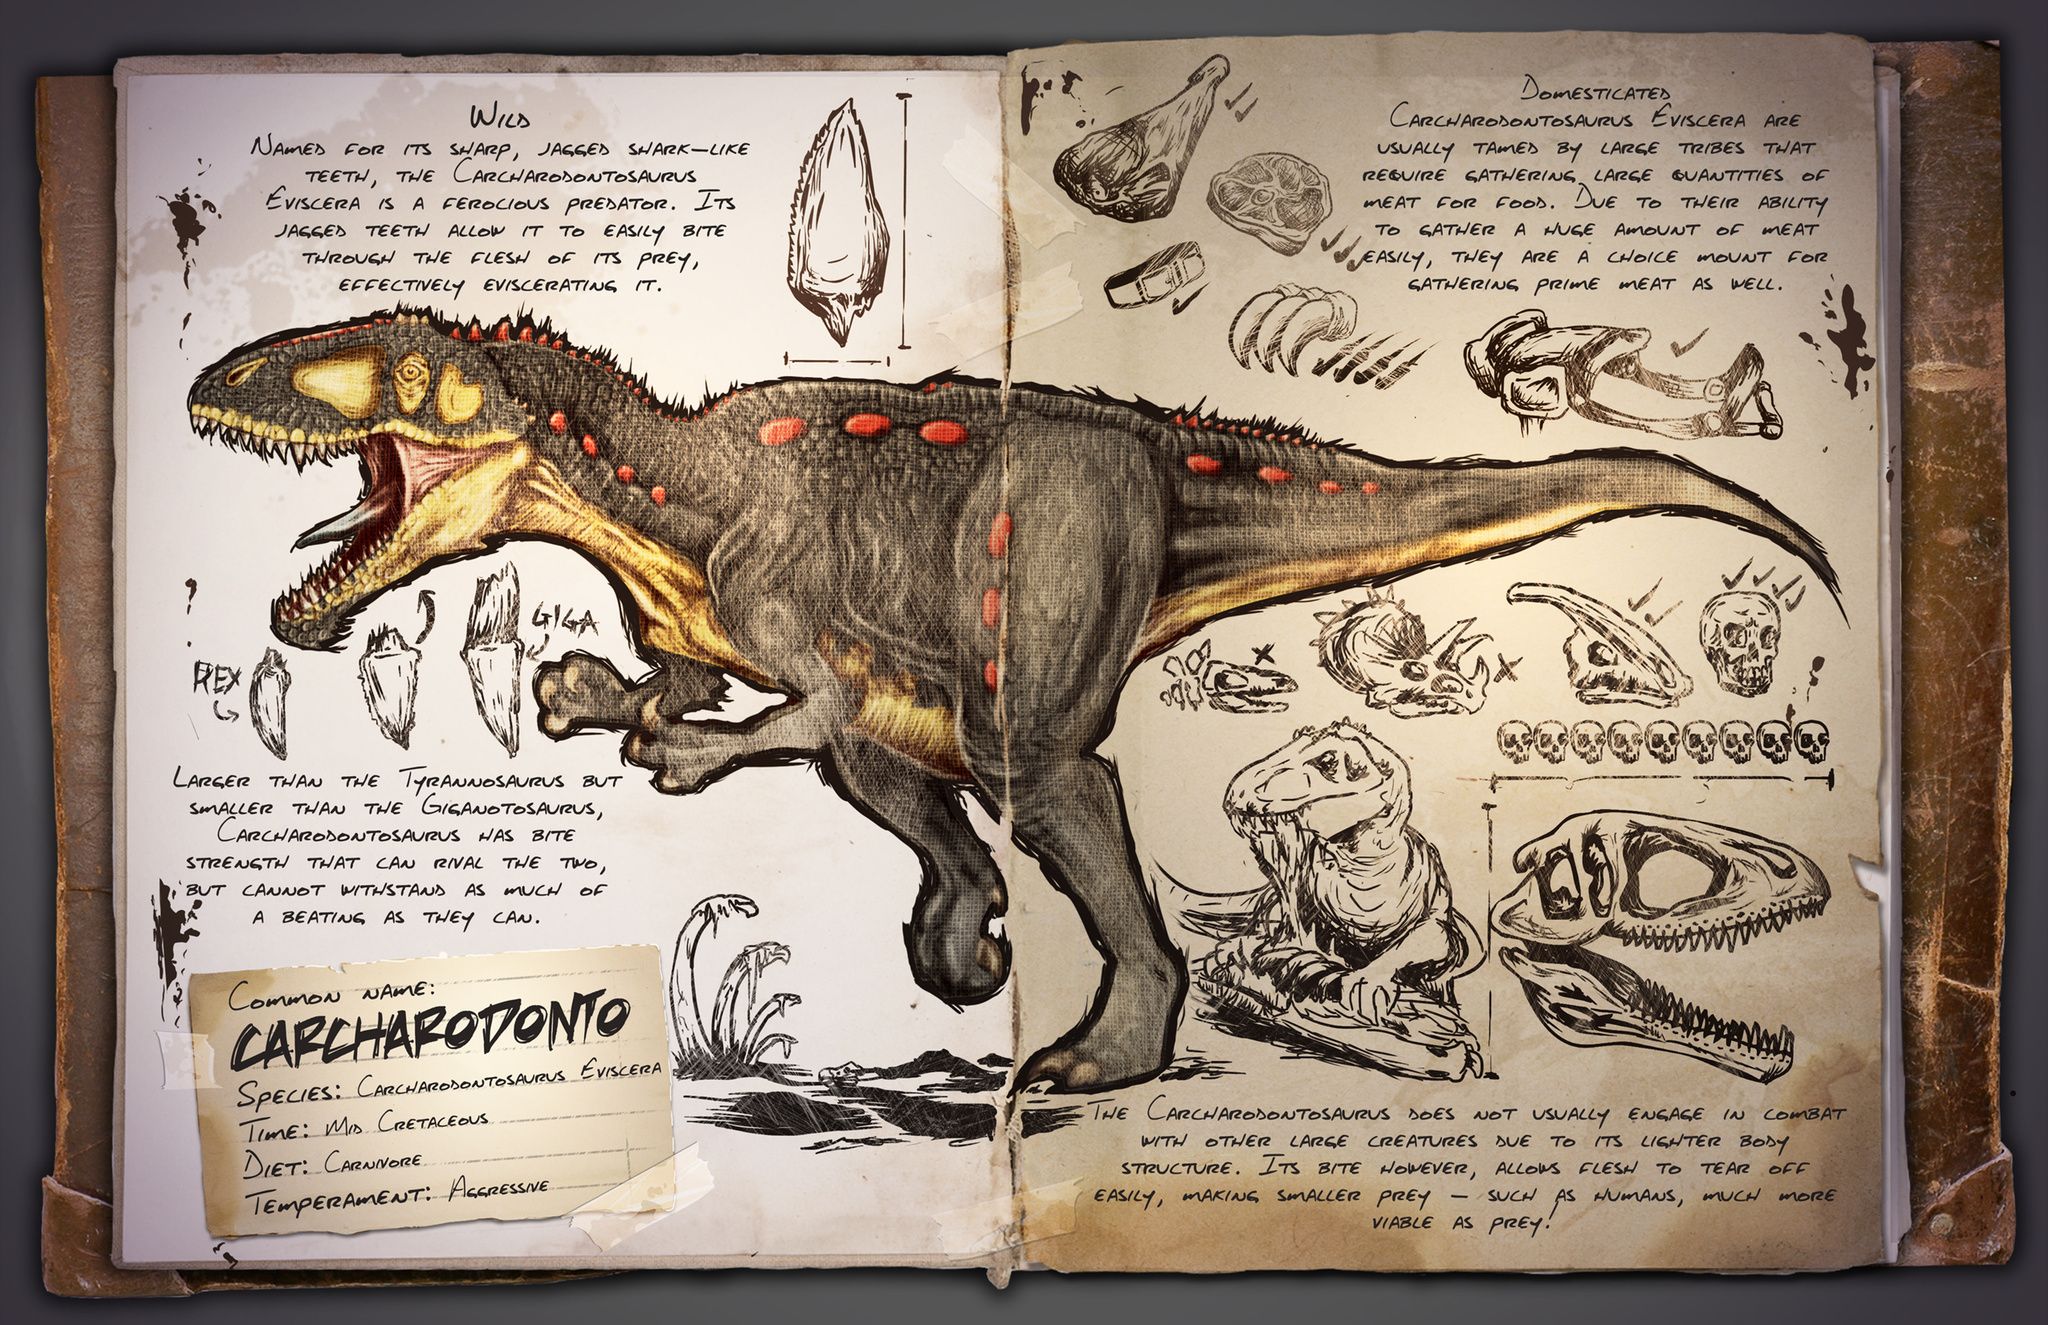 Wild
Named for its sharp, jagged shark-like
teeth, the Carcharodontosaurus
Eviscera is a ferocious predator. Its
jagged teeth allow it to easily bite
through the flesh of its prey,
effectively eviscerating it.
Rex
Giga
Larger than the Tyrannosaurus but
smaller than the Giganotosaurus,
Carcharodontosaurus has bite
strength that can rival the two,
but cannot withstand as much of
a beating as they can.
Common name:
CARCHARODONTO
Species: Carcharodontosaurus Eviscera
Time: Mid Cretaceous
Diet: Carnivore
Temperament: Aggressive
Domesticated
Carcharodontosaurus Eviscera are
usually tamed by large tribes that
require gathering large quantities of
meat for food. Due to their ability
to gather a huge amount of meat
easily, they are a choice mount for
gathering prime meat as well.
The Carcharodontosaurus does not usually engage in combat
with other large creatures due to its lighter body
structure. Its bite however, allows flesh to tear off
easily, making smaller prey – such as humans, much more
viable as prey!